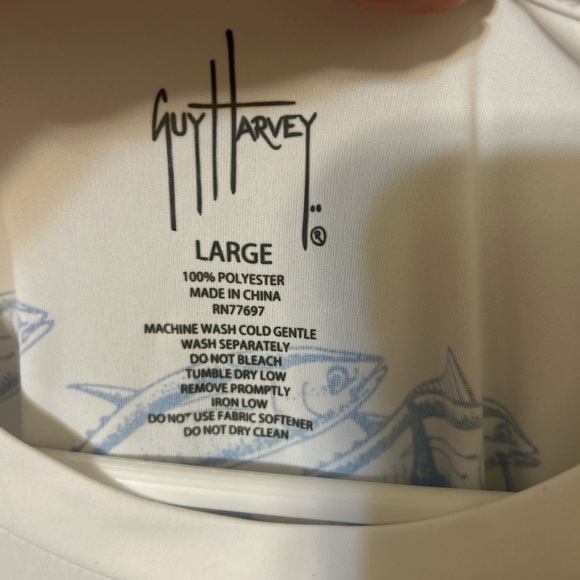 GUY HARVEY
®
LARGE
100% POLYESTER
MADE IN CHINA
RN77697
MACHINE WASH COLD GENTLE
WASH SEPARATELY
DO NOT BLEACH
TUMBLE DRY LOW
REMOVE PROMPTLY
IRON LOW
DO NOT USE FABRIC SOFTENER
DO NOT DRY CLEAN